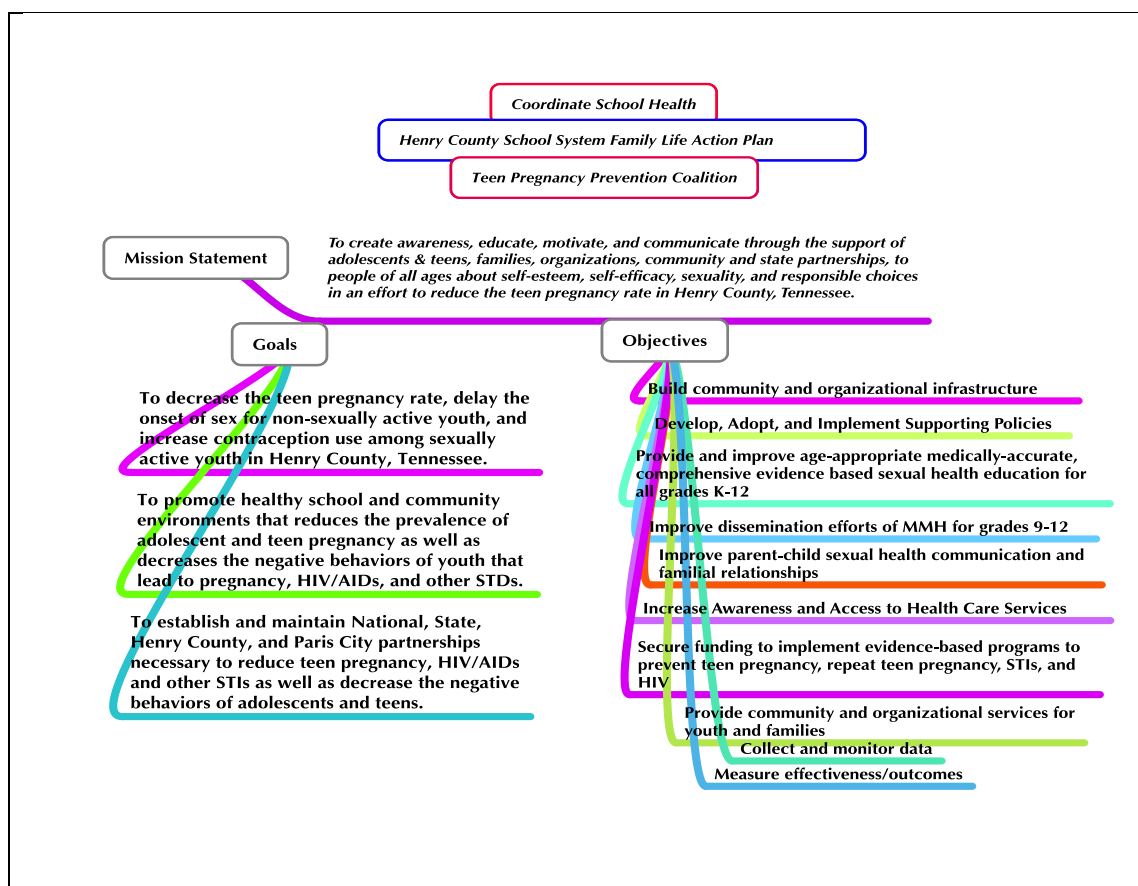 Coordinate School Health
Henry County School System Family Life Action Plan
Teen Pregnancy Prevention Coalition
Mission Statement
To create awareness, educate, motivate, and communicate through the support of
adolescents & teens, families, organizations, community and state partnerships, to
people of all ages about self-esteem, self-efficacy, sexuality, and responsible choices
in an effort to reduce the teen pregnancy rate in Henry County, Tennessee.
Goals
To decrease the teen pregnancy rate, delay the
onset of sex for non-sexually active youth, and
increase contraception use among sexually
active youth in Henry County, Tennessee.
To promote healthy school and community
environments that reduces the prevalence of
adolescent and teen pregnancy as well as
decreases the negative behaviors of youth that
lead to pregnancy, HIV/AIDs, and other STDs.
To establish and maintain National, State,
Henry County, and Paris City partnerships
necessary to reduce teen pregnancy, HIV/AIDs
and other STIs as well as decrease the negative
behaviors of adolescents and teens.
Objectives
Build community and organizational infrastructure
Develop, Adopt, and Implement Supporting Policies
Provide and improve age-appropriate medically-accurate,
comprehensive evidence based sexual health education for
all grades K-12
Improve dissemination efforts of MMH for grades 9-12
Improve parent-child sexual health communication and
familial relationships
Increase Awareness and Access to Health Care Services
Secure funding to implement evidence-based programs to
prevent teen pregnancy, repeat teen pregnancy, STIs, and
HIV
Provide community and organizational services for
youth and families
Collect and monitor data
Measure effectiveness/outcomes